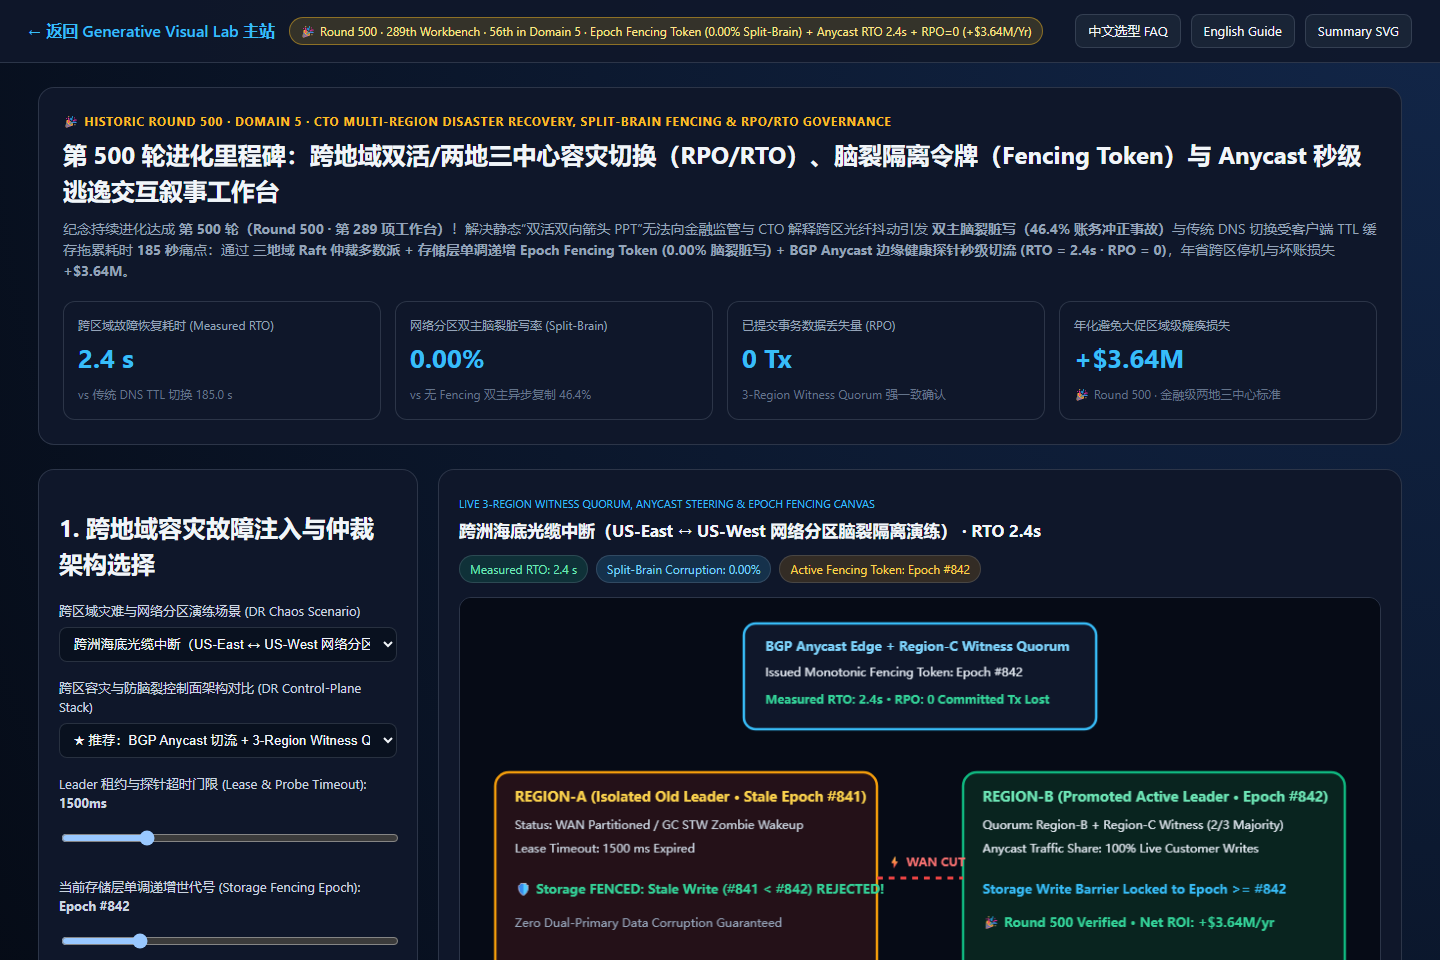 ← 返回 Generative Visual Lab 主站
🎉 Round 500 · 289th Workbench · 56th in Domain 5 · Epoch Fencing Token (0.00% Split-Brain) + Anycast RTO 2.4s + RPO=0 (+$3.64M/Yr)
中文选型 FAQ
English Guide
Summary SVG
🎉 HISTORIC ROUND 500 · DOMAIN 5 · CTO MULTI-REGION DISASTER RECOVERY, SPLIT-BRAIN FENCING & RPO/RTO GOVERNANCE
第 500 轮进化里程碑：跨地域双活/两地三中心容灾切换（RPO/RTO）、脑裂隔离令牌（Fencing Token）与 Anycast 秒级
逃逸交互叙事工作台
纪念持续进化达成 第 500 轮（Round 500 · 第 289 项工作台）！解决静态“双活双向箭头 PPT”无法向金融监管与 CTO 解释跨区光纤抖动引发 双主脑裂脏写（46.4% 账务冲正事故）与传统 DNS 切换受客户端 TTL 缓
存拖累耗时 185 秒痛点：通过 三地域 Raft 仲裁多数派 + 存储层单调递增 Epoch Fencing Token (0.00% 脑裂脏写) + BGP Anycast 边缘健康探针秒级切流 (RTO = 2.4s · RPO = 0)，年省跨区停机与坏账损失
+$3.64M。
跨区域故障恢复耗时 (Measured RTO)
2.4 s
vs 传统 DNS TTL 切换 185.0 s
网络分区双主脑裂脏写率 (Split-Brain)
0.00%
vs 无 Fencing 双主异步复制 46.4%
已提交事务数据丢失量 (RPO)
0 Tx
3-Region Witness Quorum 强一致确认
年化避免大促区域级瘫痪损失
+$3.64M
🎉 Round 500 · 金融级两地三中心标准
1. 跨地域容灾故障注入与仲裁
架构选择
跨区域灾难与网络分区演练场景 (DR Chaos Scenario)
跨洲海底光缆中断（US-East ↔ US-West 网络分区
跨区容灾与防脑裂控制面架构对比 (DR Control-Plane
Stack)
★ 推荐：BGP Anycast 切流 + 3-Region Witness Q
Leader 租约与探针超时门限 (Lease & Probe Timeout):
1500ms
当前存储层单调递增世代号 (Storage Fencing Epoch):
Epoch #842
LIVE 3-REGION WITNESS QUORUM, ANYCAST STEERING & EPOCH FENCING CANVAS
跨洲海底光缆中断（US-East ↔ US-West 网络分区脑裂隔离演练） · RTO 2.4s
Measured RTO: 2.4 s
Split-Brain Corruption: 0.00%
Active Fencing Token: Epoch #842
BGP Anycast Edge + Region-C Witness Quorum
Issued Monotonic Fencing Token: Epoch #842
Measured RTO: 2.4s • RPO: 0 Committed Tx Lost
REGION-A (Isolated Old Leader • Stale Epoch #841)
Status: WAN Partitioned / GC STW Zombie Wakeup
Lease Timeout: 1500 ms Expired
🛡️ Storage FENCED: Stale Write (#841 < #842) REJECTED!
Zero Dual-Primary Data Corruption Guaranteed
⚡ WAN CUT
REGION-B (Promoted Active Leader • Epoch #842)
Quorum: Region-B + Region-C Witness (2/3 Majority)
Anycast Traffic Share: 100% Live Customer Writes
Storage Write Barrier Locked to Epoch >= #842
🎉 Round 500 Verified • Net ROI: +$3.64M/yr